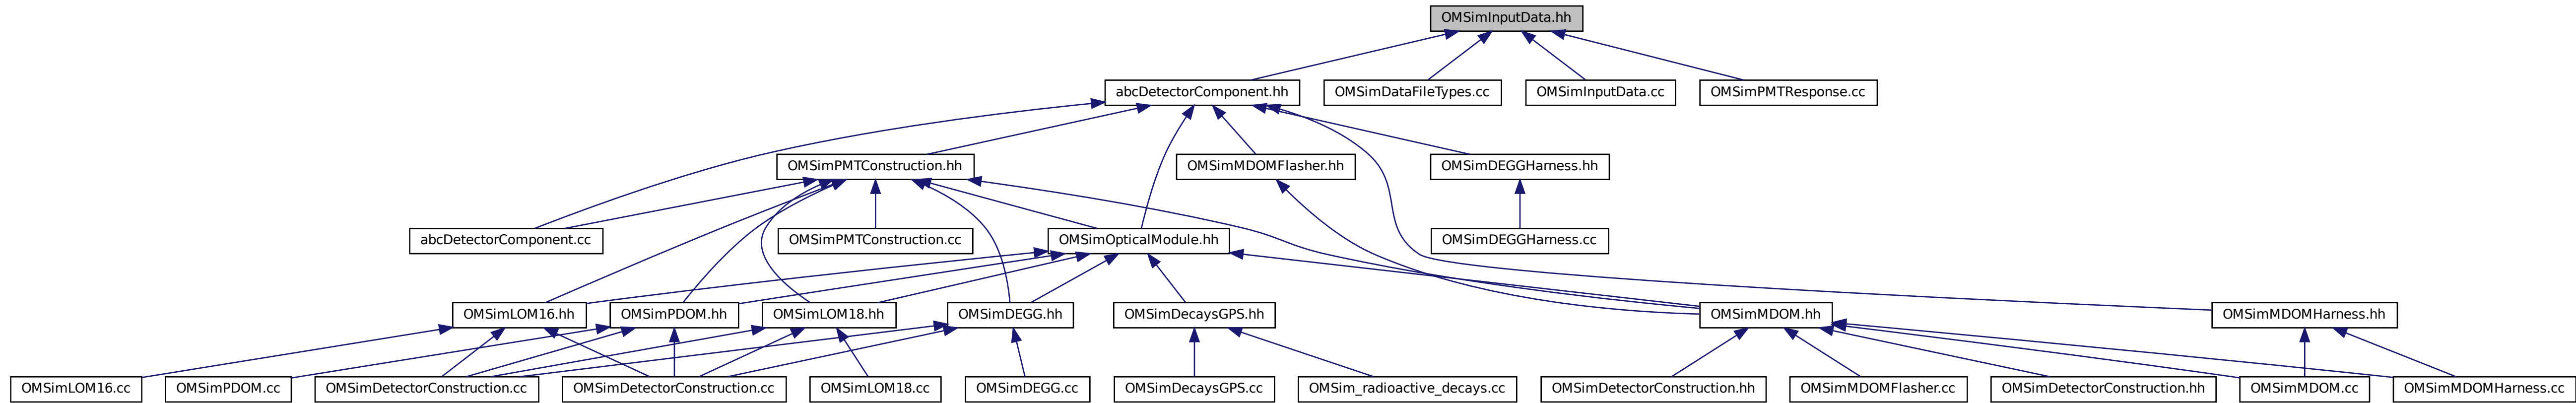 OMSimInputData.hh
abcDetectorComponent.hh
OMSimDataFileTypes.cc
OMSimInputData.cc
OMSimPMTResponse.cc
OMSimPMTConstruction.hh
OMSimMDOMFlasher.hh
OMSimDEGGHarness.hh
abcDetectorComponent.cc
OMSimPMTConstruction.cc
OMSimOpticalModule.hh
OMSimDEGGHarness.cc
OMSimLOM16.hh
OMSimPDOM.hh
OMSimLOM18.hh
OMSimDEGG.hh
OMSimDecaysGPS.hh
OMSimMDOM.hh
OMSimMDOMHarness.hh
OMSimLOM16.cc
OMSimPDOM.cc
OMSimDetectorConstruction.cc
OMSimDetectorConstruction.cc
OMSimLOM18.cc
OMSimDEGG.cc
OMSimDecaysGPS.cc
OMSim_radioactive_decays.cc
OMSimDetectorConstruction.hh
OMSimMDOMFlasher.cc
OMSimDetectorConstruction.hh
OMSimMDOM.cc
OMSimMDOMHarness.cc